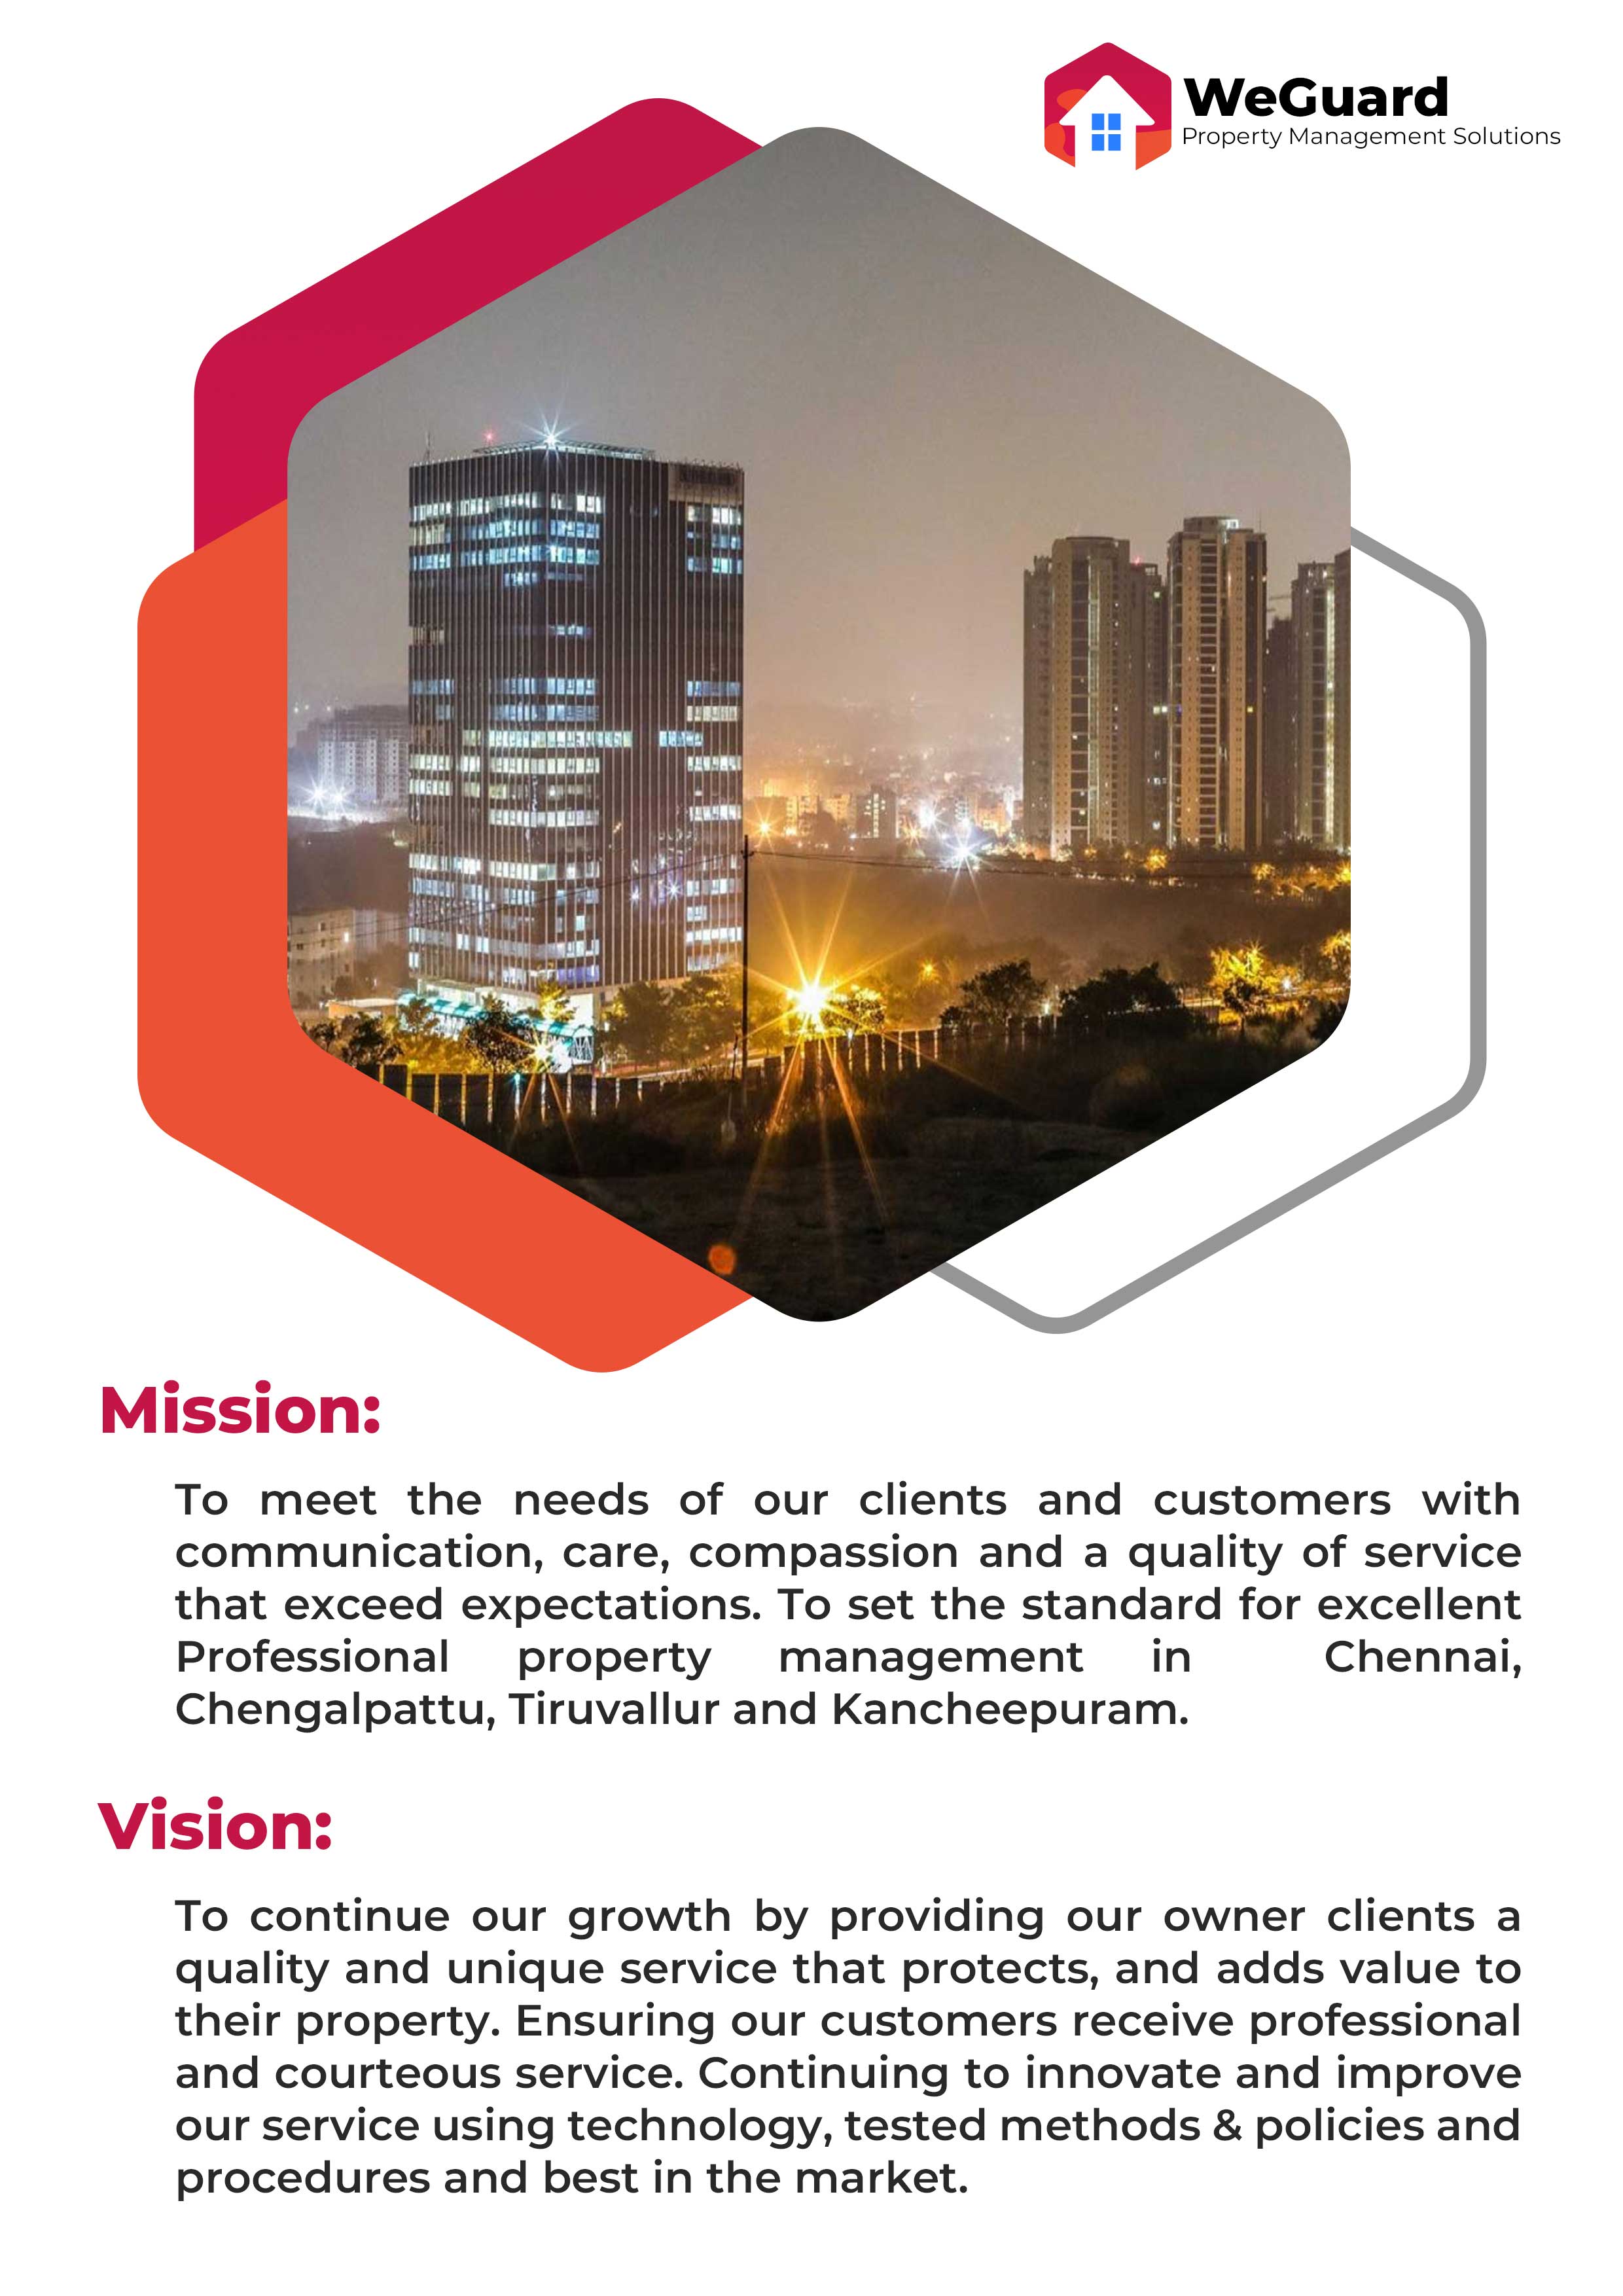 WeGuard
Property Management Solutions
Mission:
To meet the needs of our clients and customers with
communication, care, compassion and a quality of service
that exceed expectations. To set the standard for excellent
Professional property management in Chennai,
Chengalpattu, Tiruvallur and Kancheepuram.
Vision:
To continue our growth by providing our owner clients a
quality and unique service that protects, and adds value to
their property. Ensuring our customers receive professional
and courteous service. Continuing to innovate and improve
our service using technology, tested methods & policies and
procedures and best in the market.